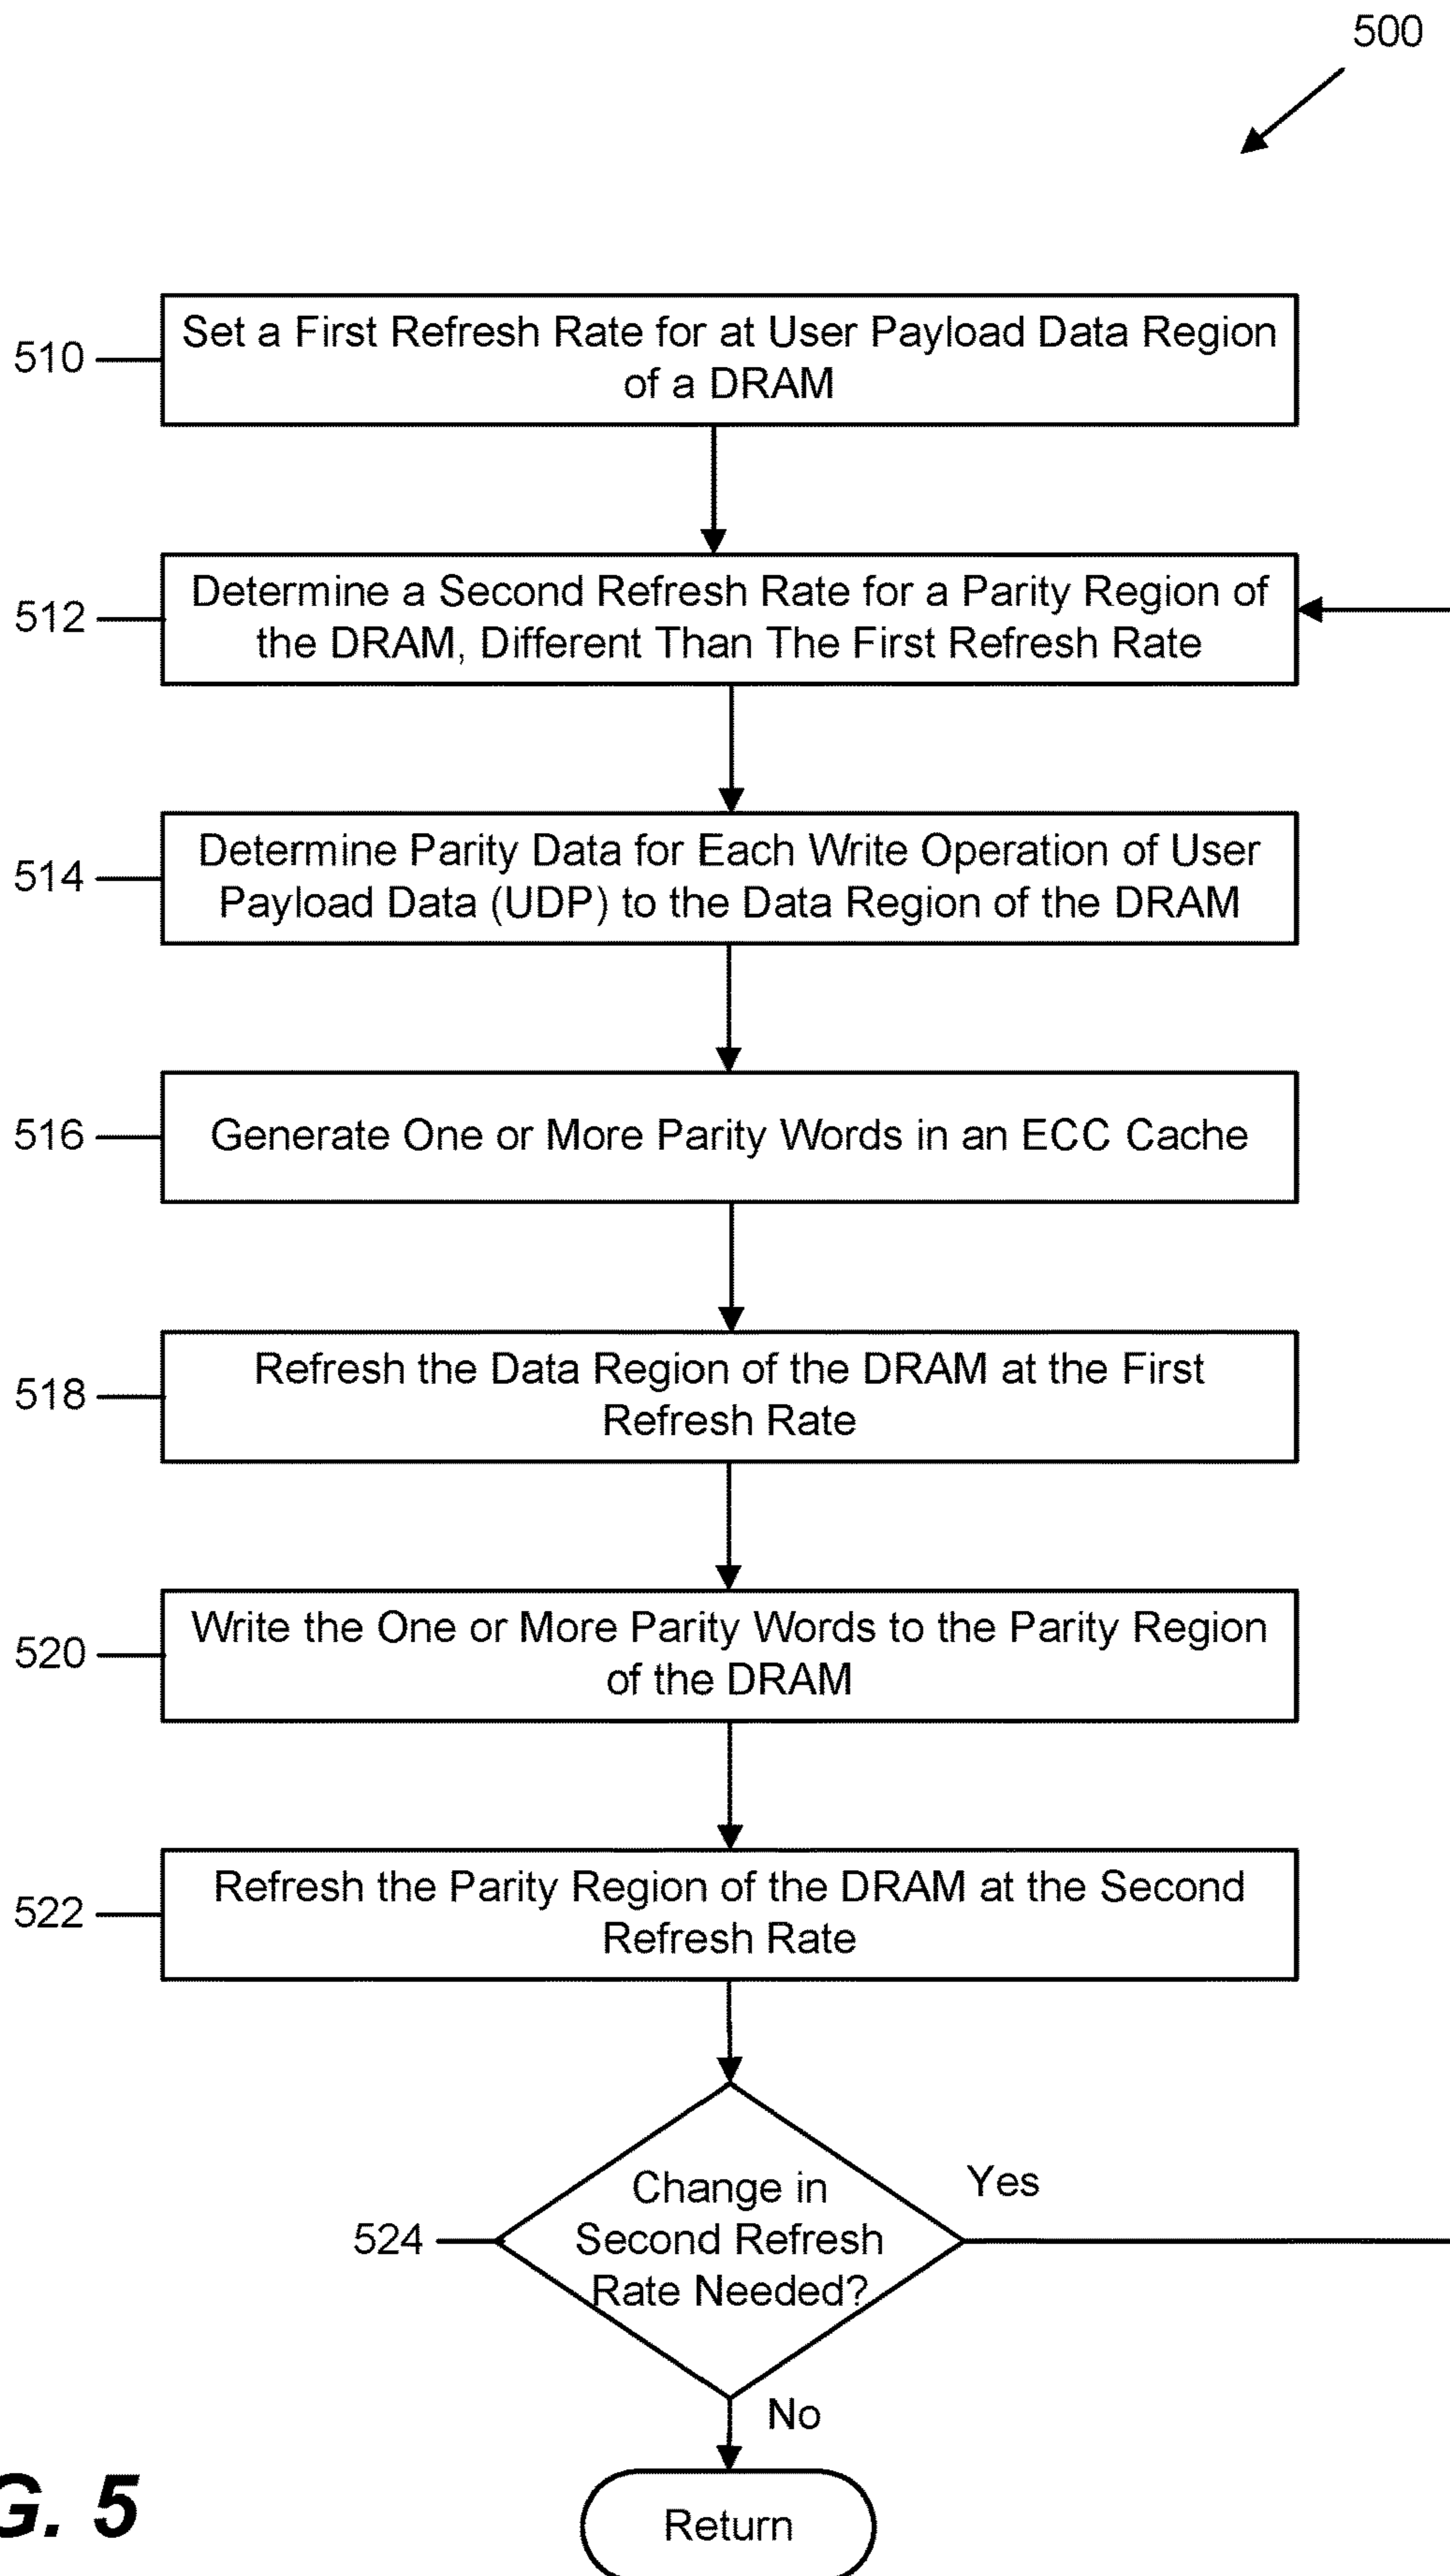 500
510
Set a First Refresh Rate for at User Payload Data Region
of a DRAM
512
Determine a Second Refresh Rate for a Parity Region of
the DRAM, Different Than The First Refresh Rate
514
Determine Parity Data for Each Write Operation of User
Payload Data (UDP) to the Data Region of the DRAM
516
Generate One or More Parity Words in an ECC Cache
518
Refresh the Data Region of the DRAM at the First
Refresh Rate
520
Write the One or More Parity Words to the Parity Region
of the DRAM
522
Refresh the Parity Region of the DRAM at the Second
Refresh Rate
524
Change in
Second Refresh
Rate Needed?
Yes
No
Return
G. 5